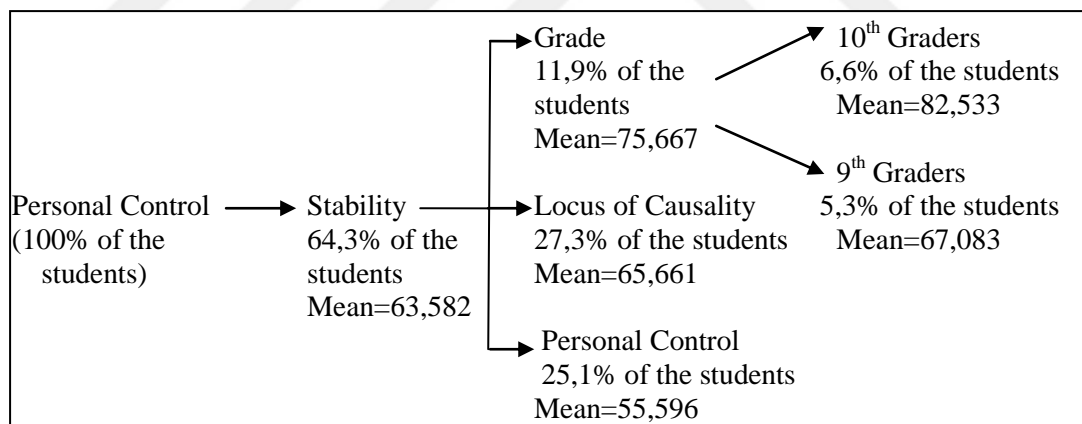 Personal Control
(100% of the
students)
Stability
64,3% of the
students
Mean=63,582
Grade
11,9% of the
students
Mean=75,667
Locus of Causality
27,3% of the students
Mean=65,661
Personal Control
25,1% of the students
Mean=55,596
10th Graders
6,6% of the students
Mean=82,533
9th Graders
5,3% of the students
Mean=67,083